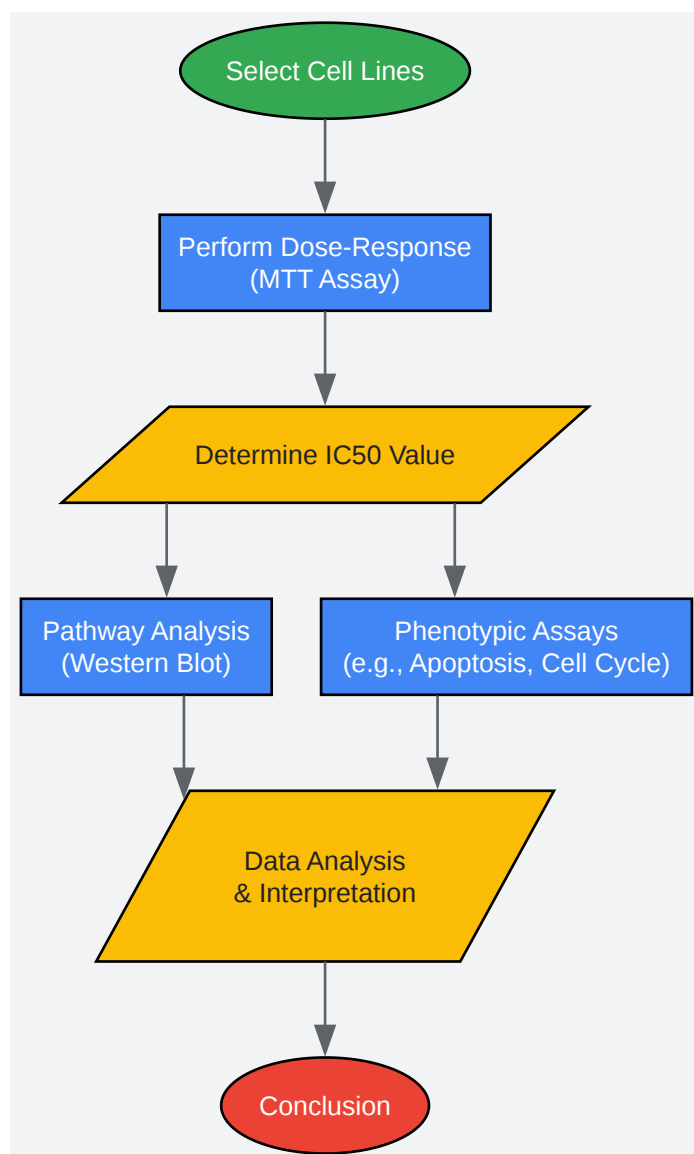 Select Cell Lines
Perform Dose-Response
(MTT Assay)
Determine IC50 Value
Pathway Analysis
(Western Blot)
Phenotypic Assays
(e.g., Apoptosis, Cell Cycle)
Data Analysis
& Interpretation
Conclusion